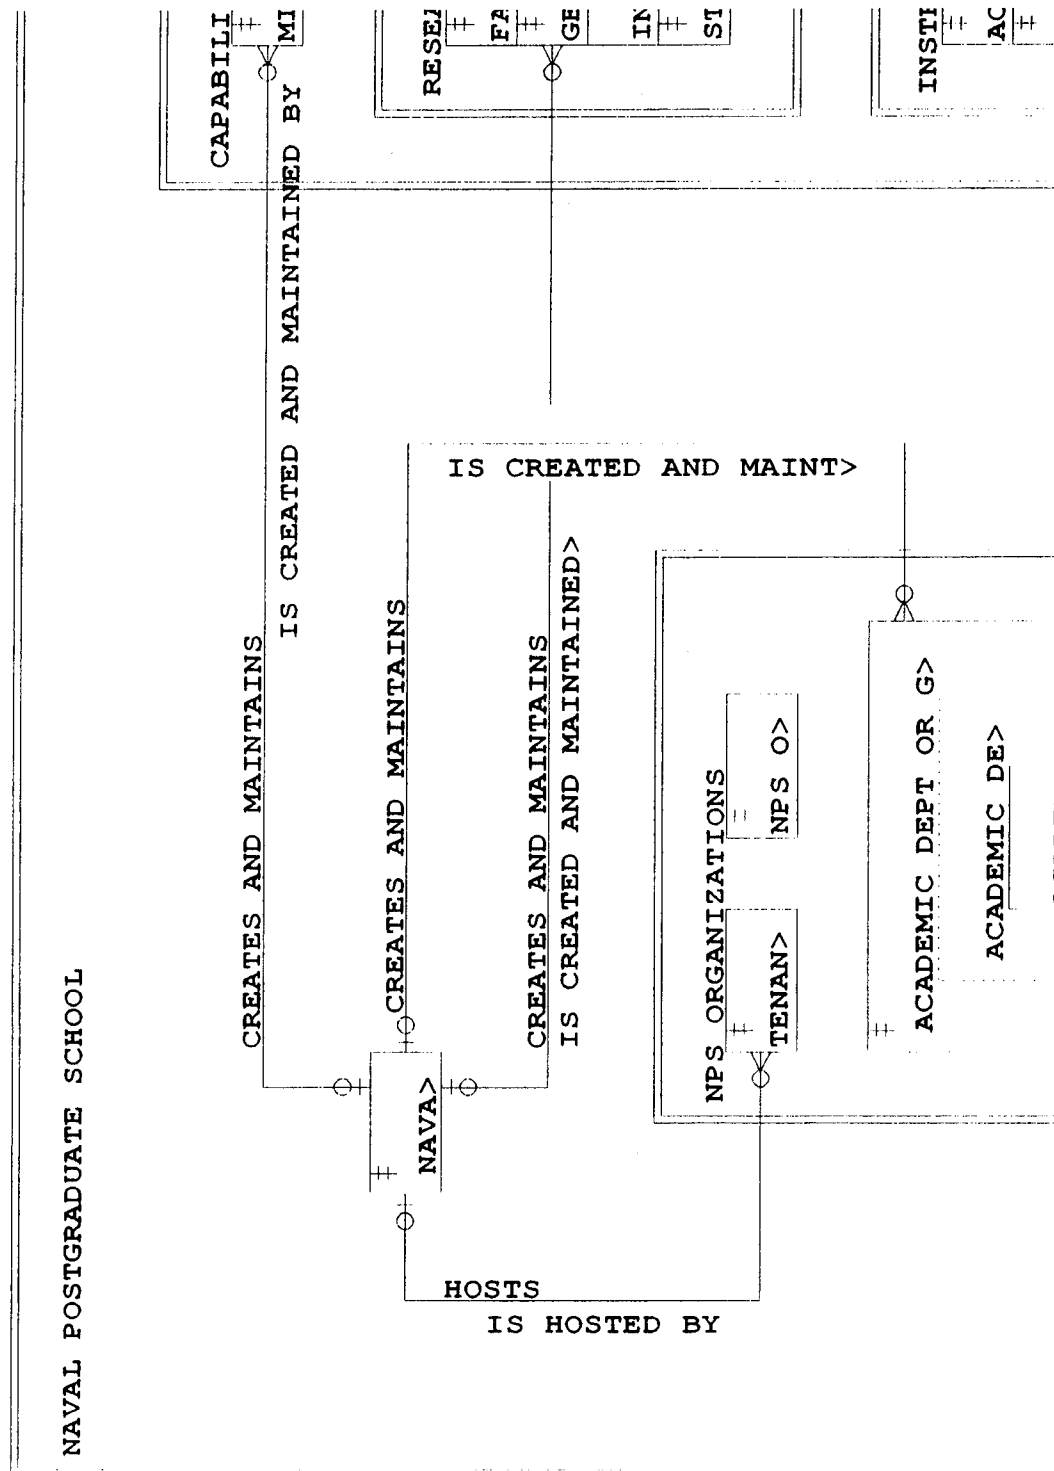 NAVAL POSTGRADUATE SCHOOL
CAPABILI
MI
IS CREATED AND MAINTAINED BY
CREATES AND MAINTAINS
RESEA
FA
GE
IN
ST
INSTR
AC
CREATES AND MAINTAINS
IS CREATED AND MAINT>
CREATES AND MAINTAINS
IS CREATED AND MAINTAINED>
NAVA>
HOSTS
IS HOSTED BY
NPS ORGANIZATIONS
TENAN>
NPS O>
ACADEMIC DEPT OR G>
ACADEMIC DE>